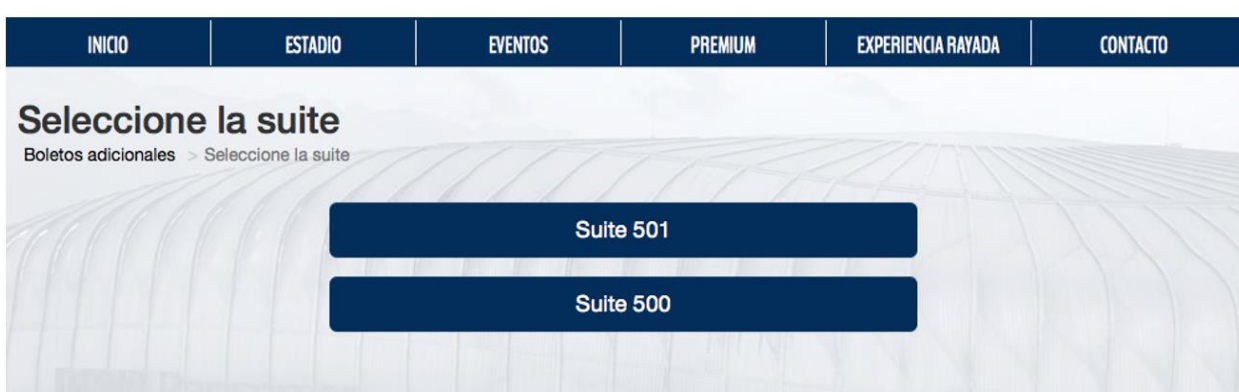 INICIO ESTADIO EVENTOS PREMIUM EXPERIENCIA RAYADA CONTACTO
Seleccione la suite
Boletos adicionales > Seleccione la suite
Suite 501
Suite 500